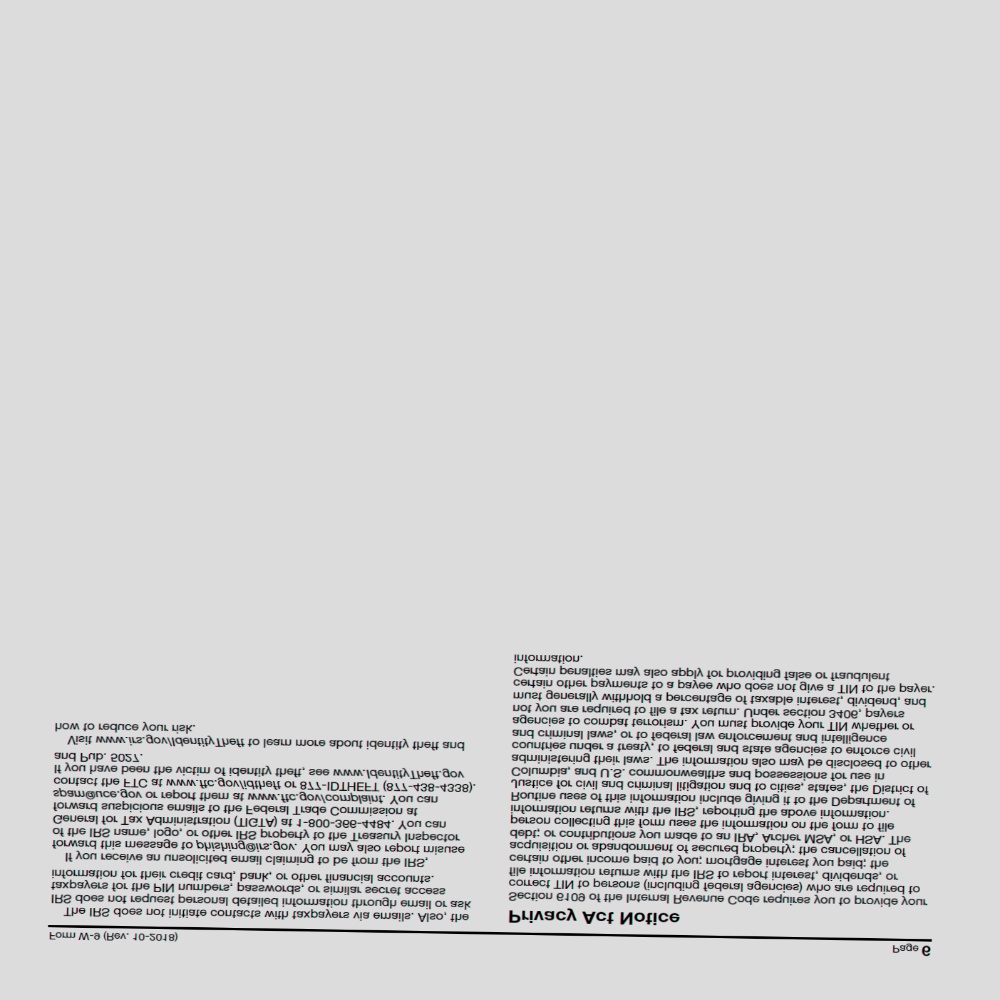 Form W-9 (Rev. 10-2018)
Page 6
The IRS does not initiate contacts with taxpayers via emails. Also, the
IRS does not request personal detailed information through email or ask
taxpayers for the PIN numbers, passwords, or similar secret access
information for their credit card, bank, or other financial accounts.
If you receive an unsolicited email claiming to be from the IRS,
forward this message to phishing@irs.gov. You may also report misuse
of the IRS name, logo, or other IRS property to the Treasury Inspector
General for Tax Administration (TIGTA) at 1-800-366-4484. You can
forward suspicious emails to the Federal Trade Commission at
spam@uce.gov or report them at www.ftc.gov/complaint. You can
contact the FTC at www.ftc.gov/idtheft or 877-IDTHEFT (877-438-4338).
If you have been the victim of identity theft, see www.IdentityTheft.gov
and Pub. 5027.
Visit www.irs.gov/IdentityTheft to learn more about identity theft and
how to reduce your risk.
Privacy Act Notice
Section 6109 of the Internal Revenue Code requires you to provide your
correct TIN to persons (including federal agencies) who are required to
file information returns with the IRS to report interest, dividends, or
certain other income paid to you; mortgage interest you paid; the
acquisition or abandonment of secured property; the cancellation of
debt; or contributions you made to an IRA, Archer MSA, or HSA. The
person collecting this form uses the information on the form to file
information returns with the IRS, reporting the above information.
Routine uses of this information include giving it to the Department of
Justice for civil and criminal litigation and to cities, states, the District of
Columbia, and U.S. commonwealths and possessions for use in
administering their laws. The information also may be disclosed to other
countries under a treaty, to federal and state agencies to enforce civil
and criminal laws, or to federal law enforcement and intelligence
agencies to combat terrorism. You must provide your TIN whether or
not you are required to file a tax return. Under section 3406, payers
must generally withhold a percentage of taxable interest, dividend, and
certain other payments to a payee who does not give a TIN to the payer.
Certain penalties may also apply for providing false or fraudulent
information.